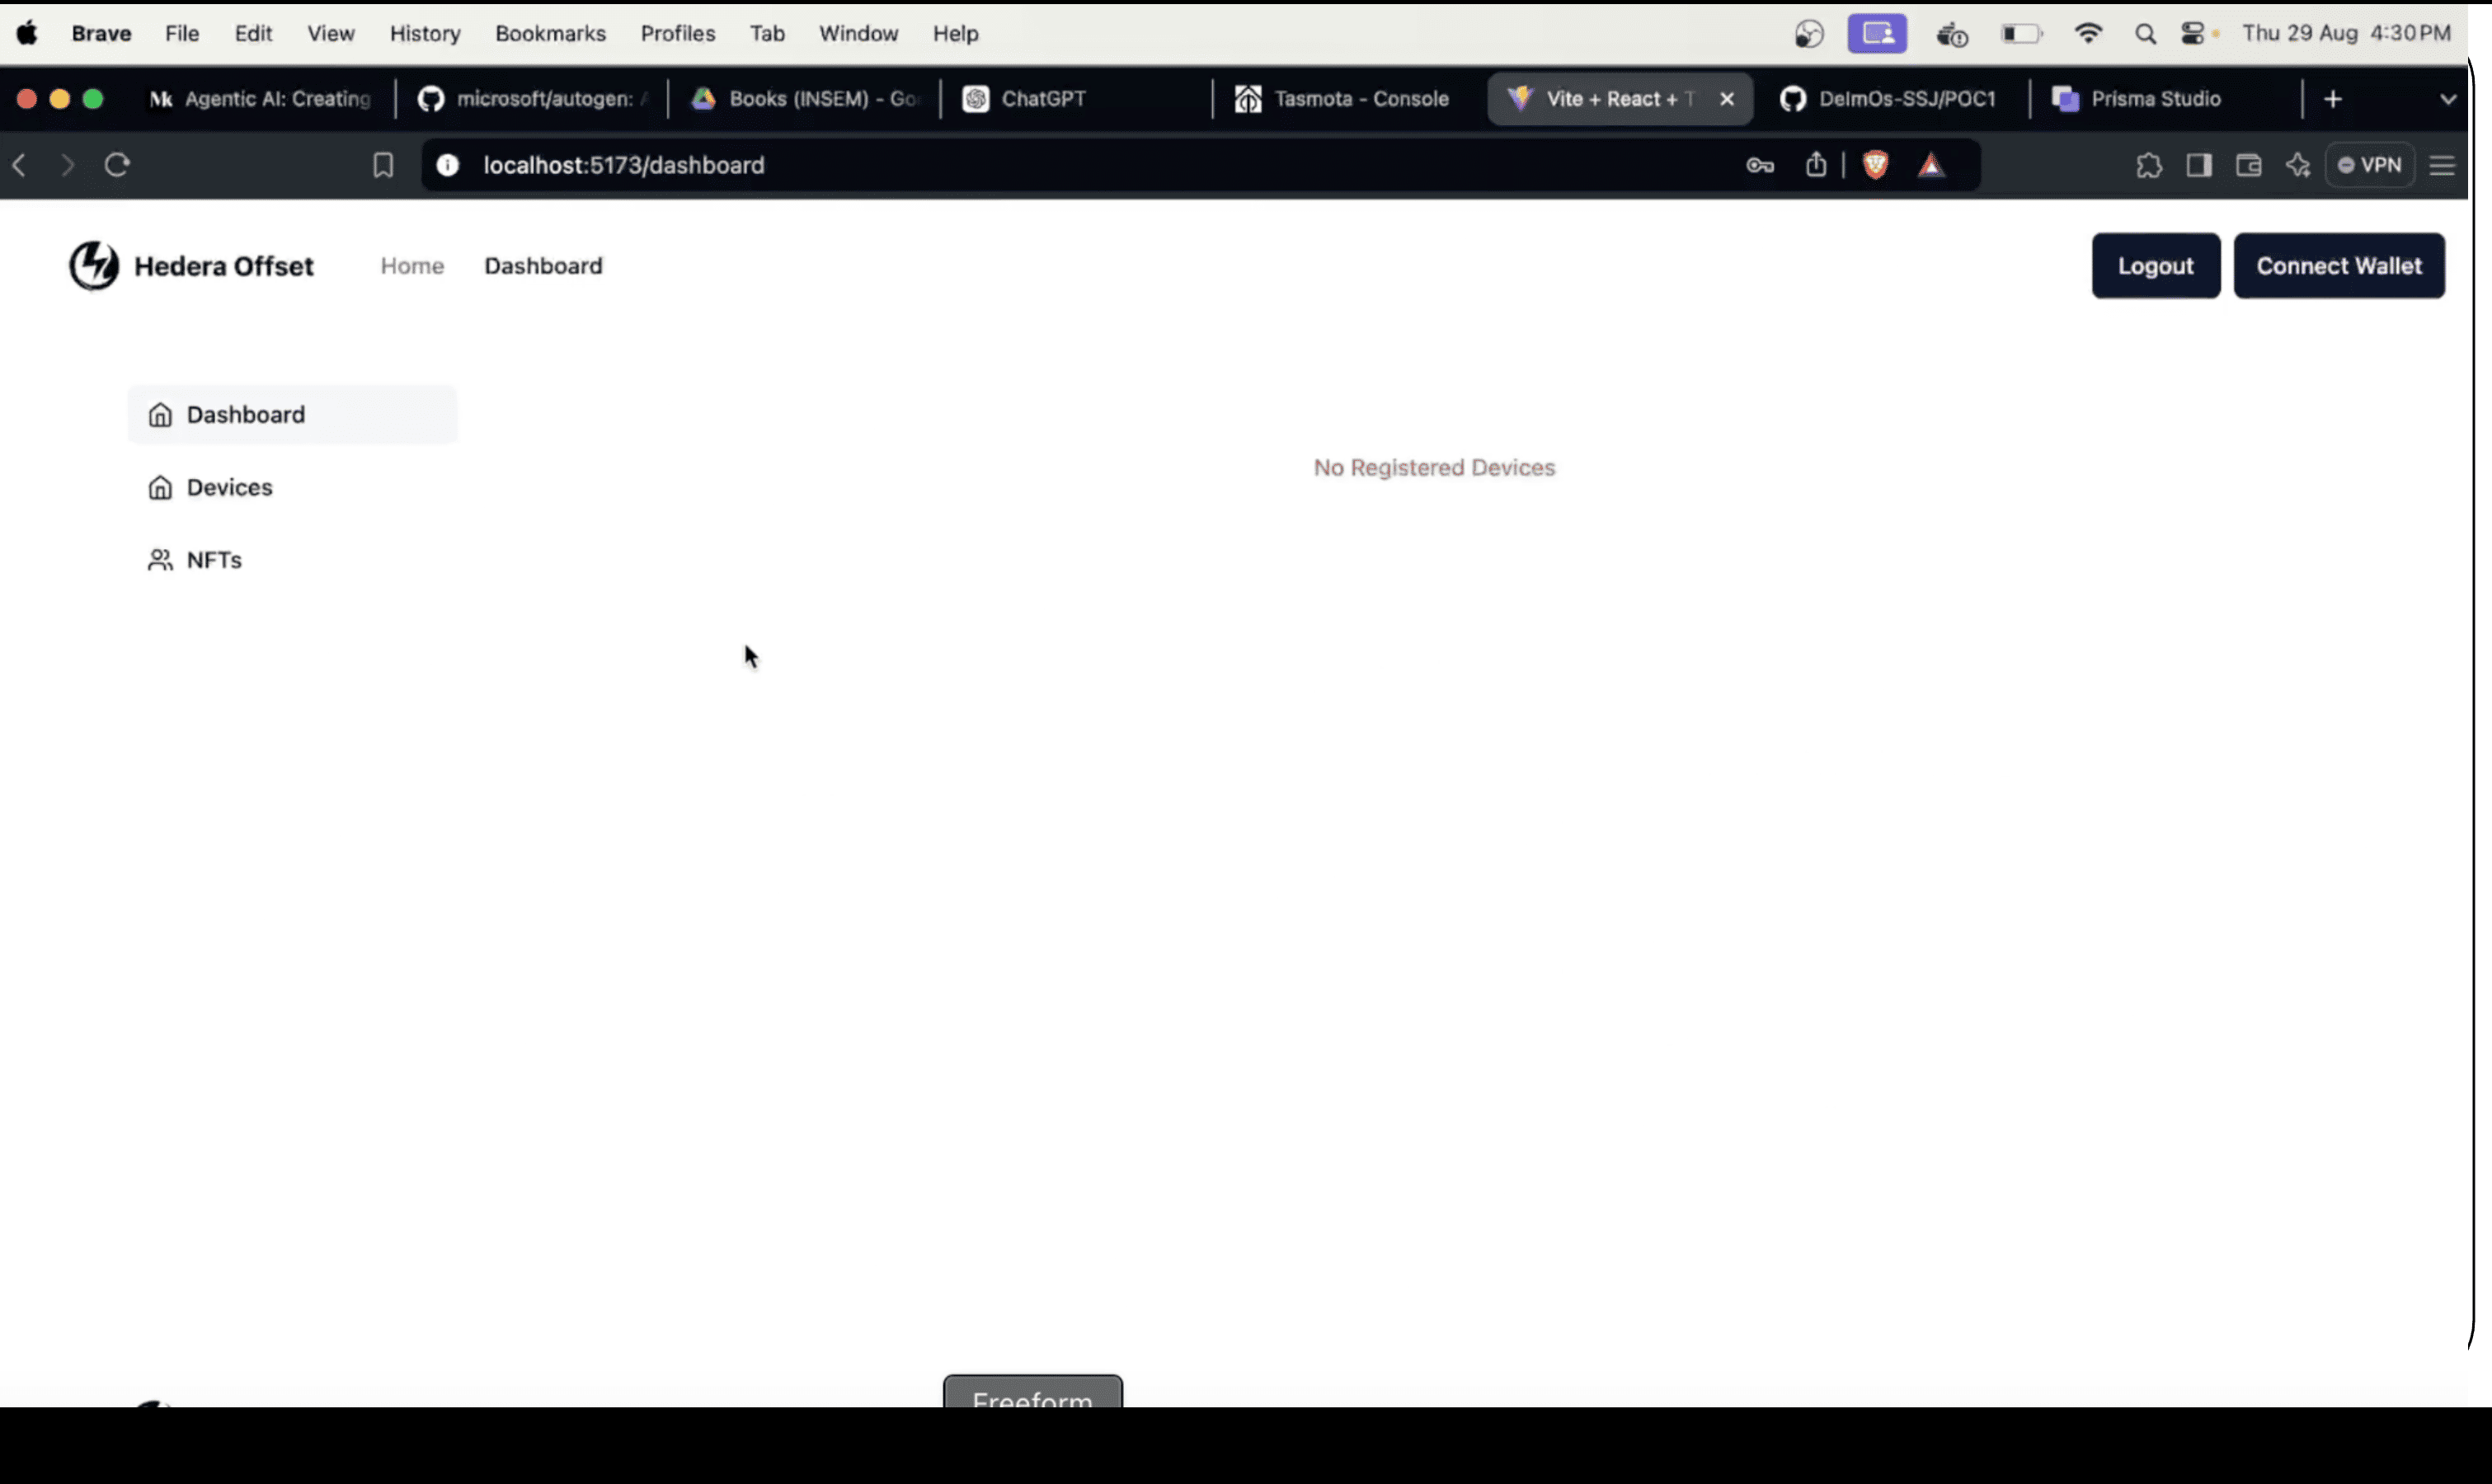 Brave File Edit View History Bookmarks Profiles Tab Window Help Thu 29 Aug 4:30 PM
Mk Agentic AI: Creating microsoft/autogen: Books (INSEM) - Go ChatGPT Tasmota - Console Vite + React + T DelmOs-SSJ/POC1 Prisma Studio
localhost:5173/dashboard VPN
Hedera Offset Home Dashboard Logout Connect Wallet
Dashboard
No Registered Devices
Devices
NFTs
Freeform